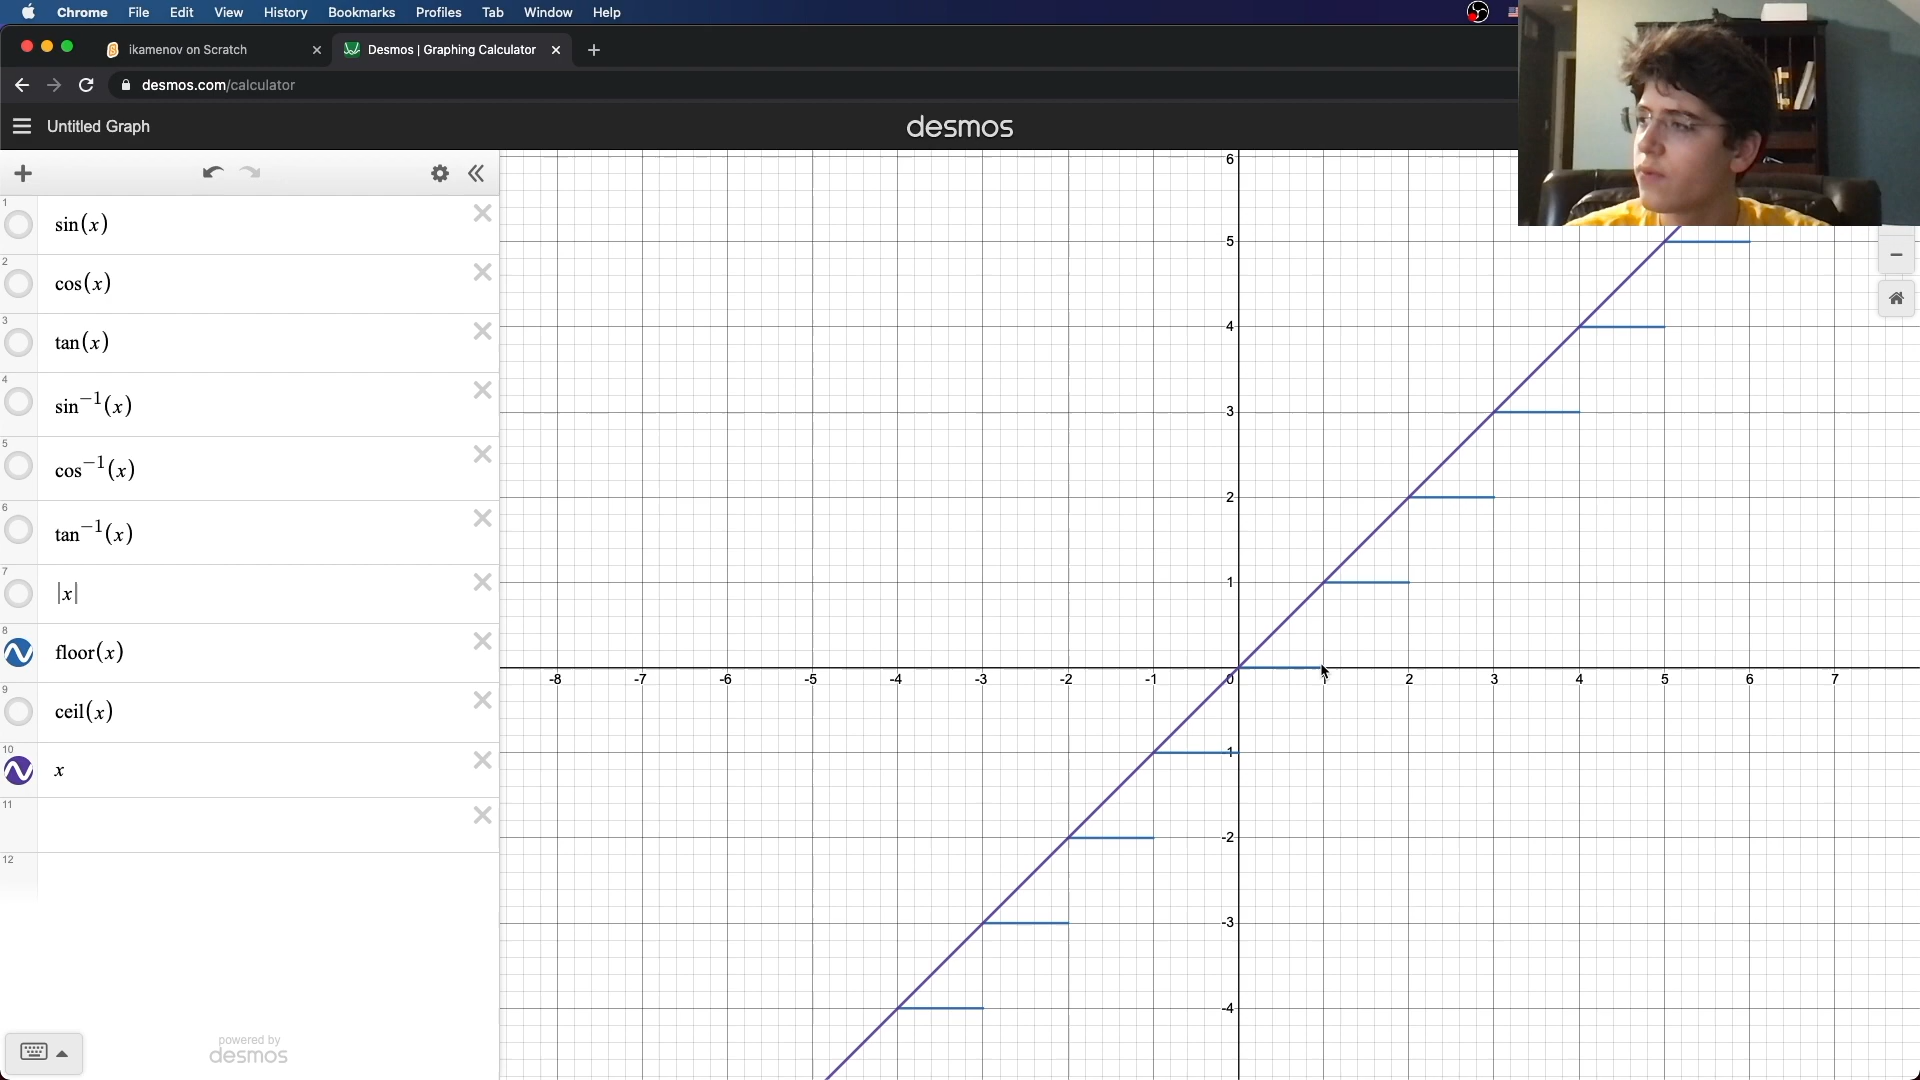 Chrome File Edit View History Bookmarks Profiles Tab Window Help
ikamenov on Scratch
Desmos | Graphing Calculator
desmos.com/calculator
Untitled Graph
desmos
1
sin(x)
2
cos(x)
3
tan(x)
4
sin⁻¹(x)
5
cos⁻¹(x)
6
tan⁻¹(x)
7
|x|
8
floor(x)
9
ceil(x)
10
x
11
12
powered by
desmos
6
5
4
3
2
1
-8 -7 -6 -5 -4 -3 -2 -1 0 1 2 3 4 5 6 7
-1
-2
-3
-4